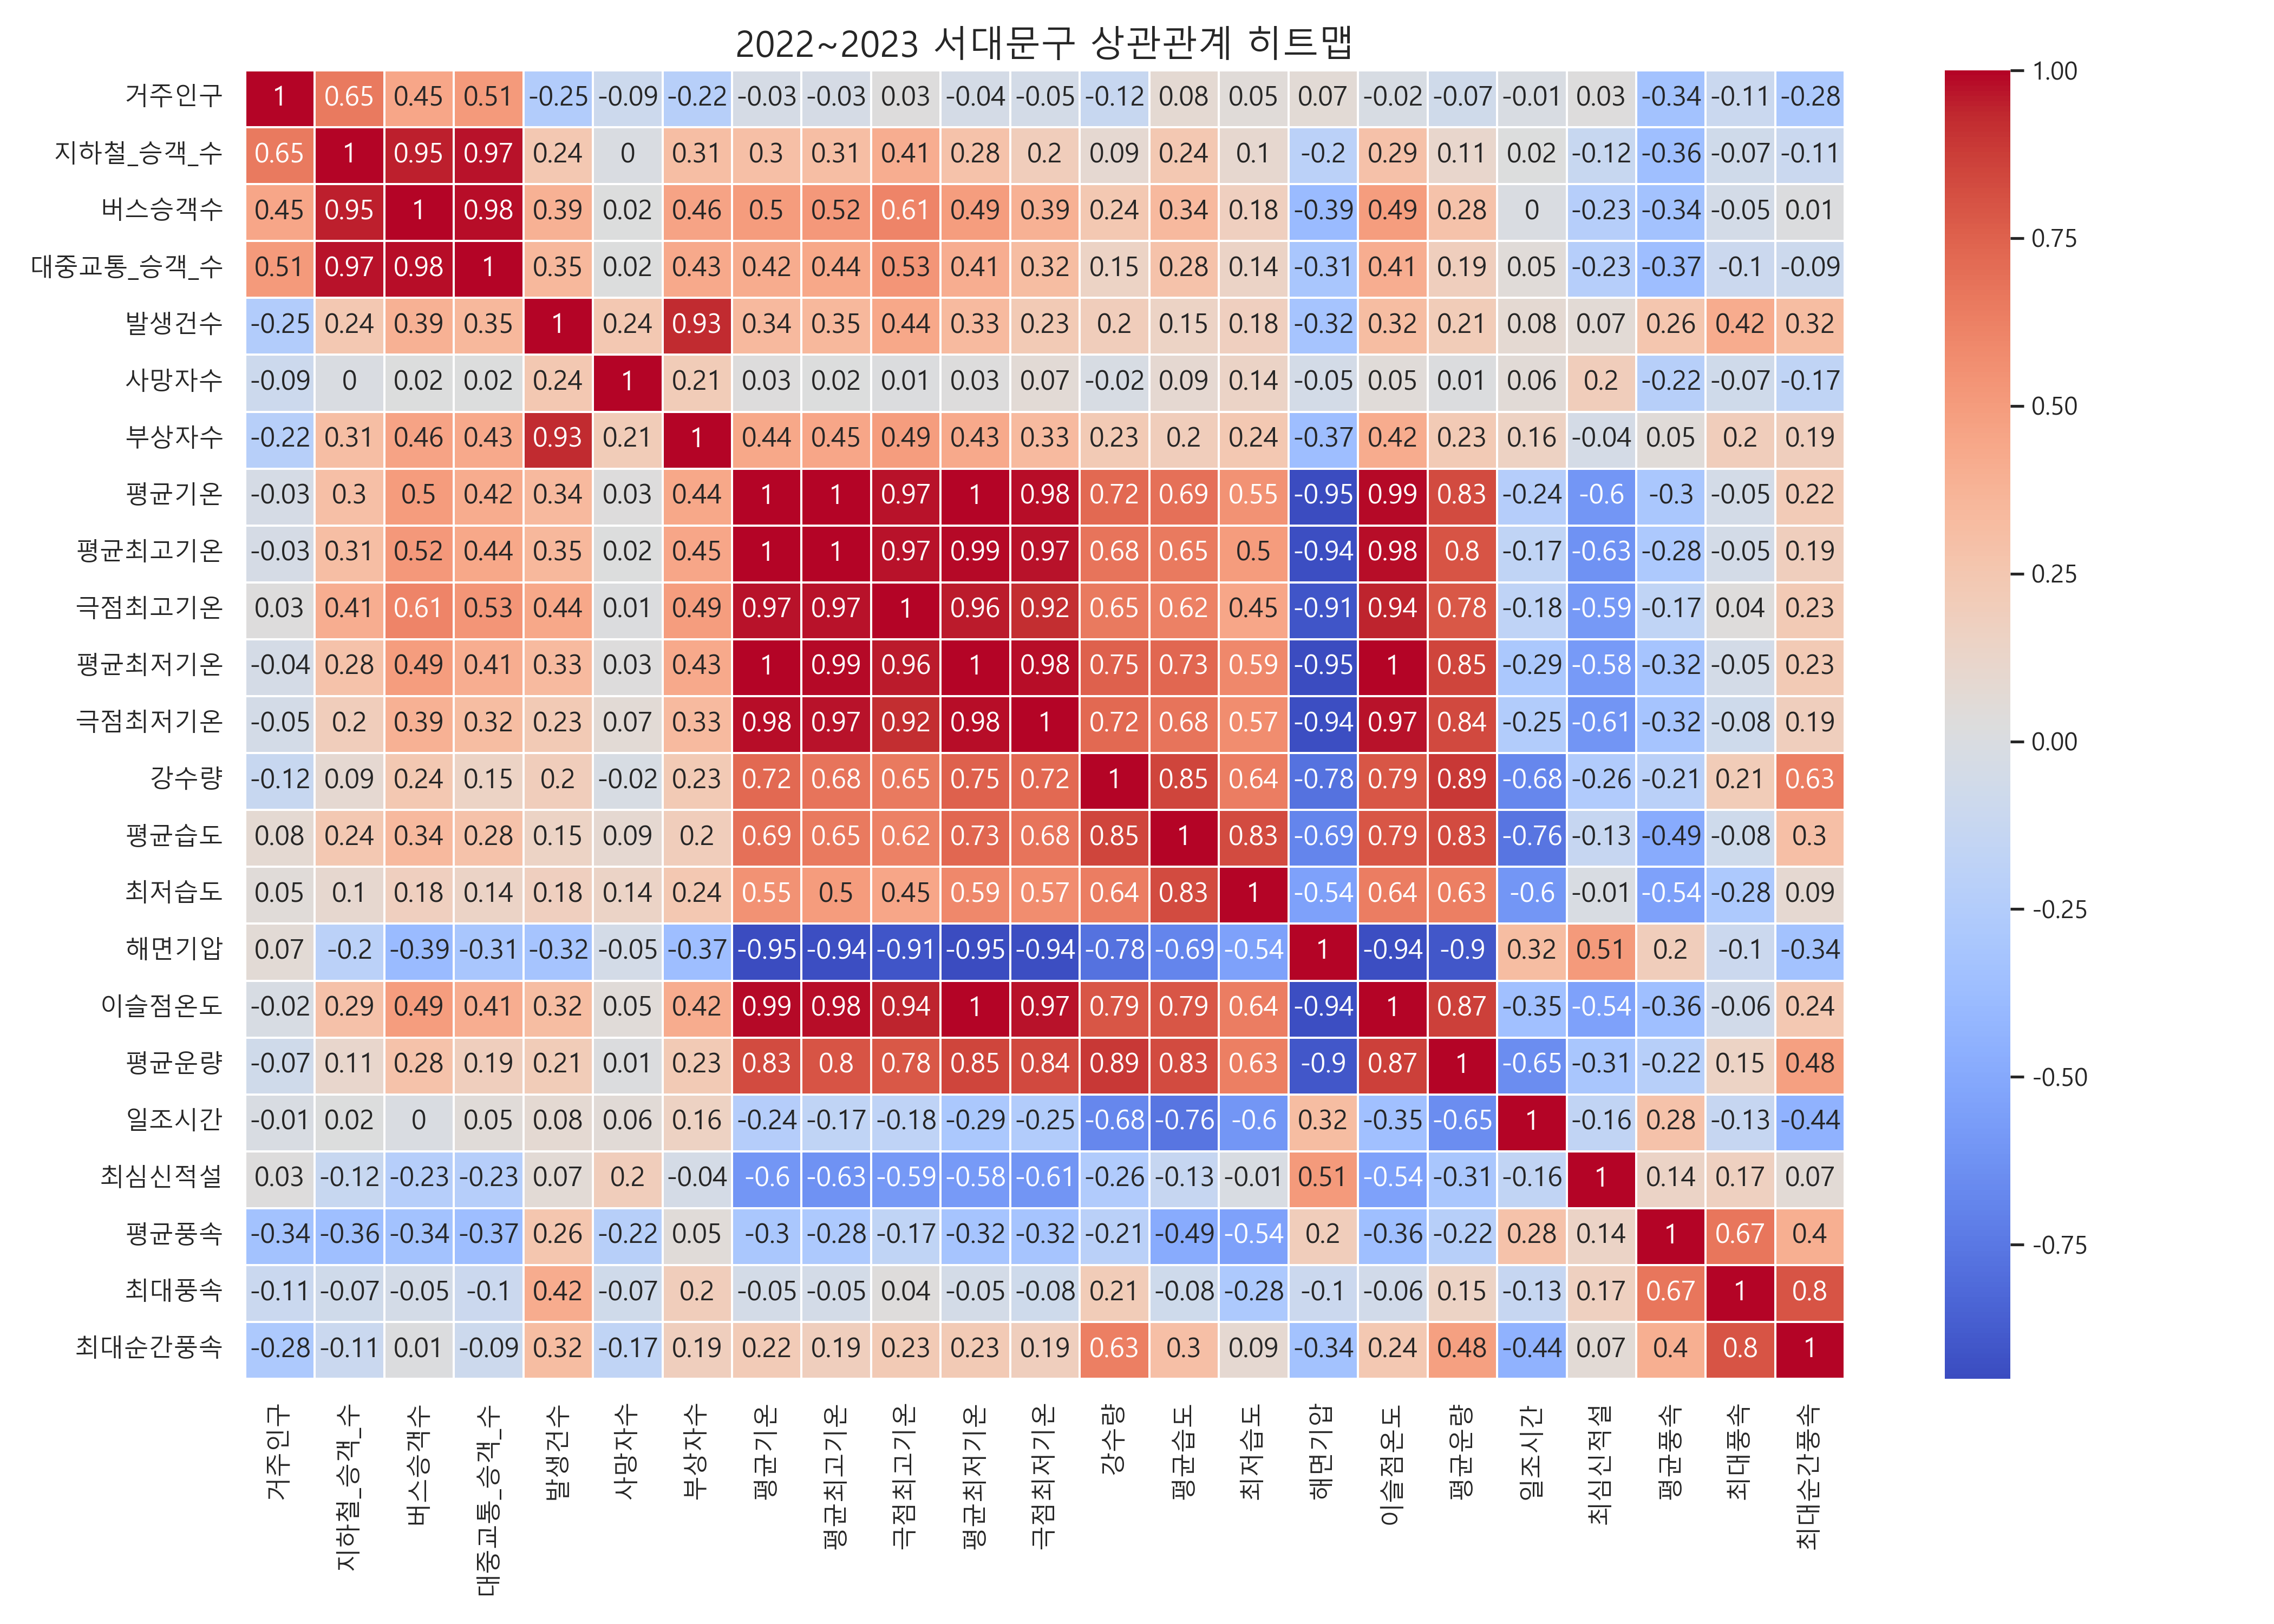 2022~2023 서대문구 상관관계 히트맵
거주인구 1 0.65 0.45 0.51 -0.25 -0.09 -0.22 -0.03 -0.03 0.03 -0.04 -0.05 -0.12 0.08 0.05 0.07 -0.02 -0.07 -0.01 0.03 -0.34 -0.11 -0.28
지하철_승객_수 0.65 1 0.95 0.97 0.24 0 0.31 0.3 0.31 0.41 0.28 0.2 0.09 0.24 0.1 -0.2 0.29 0.11 0.02 -0.12 -0.36 -0.07 -0.11
버스승객수 0.45 0.95 1 0.98 0.39 0.02 0.46 0.5 0.52 0.61 0.49 0.39 0.24 0.34 0.18 -0.39 0.49 0.28 0 -0.23 -0.34 -0.05 0.01
대중교통_승객_수 0.51 0.97 0.98 1 0.35 0.02 0.43 0.42 0.44 0.53 0.41 0.32 0.15 0.28 0.14 -0.31 0.41 0.19 0.05 -0.23 -0.37 -0.1 -0.09
발생건수 -0.25 0.24 0.39 0.35 1 0.24 0.93 0.34 0.35 0.44 0.33 0.23 0.2 0.15 0.18 -0.32 0.32 0.21 0.08 0.07 0.26 0.42 0.32
사망자수 -0.09 0 0.02 0.02 0.24 1 0.21 0.03 0.02 0.01 0.03 0.07 -0.02 0.09 0.14 -0.05 0.05 0.01 0.06 0.2 -0.22 -0.07 -0.17
부상자수 -0.22 0.31 0.46 0.43 0.93 0.21 1 0.44 0.45 0.49 0.43 0.33 0.23 0.2 0.24 -0.37 0.42 0.23 0.16 -0.04 0.05 0.2 0.19
평균기온 -0.03 0.3 0.5 0.42 0.34 0.03 0.44 1 1 0.97 1 0.98 0.72 0.69 0.55 -0.95 0.99 0.83 -0.24 -0.6 -0.3 -0.05 0.22
평균최고기온 -0.03 0.31 0.52 0.44 0.35 0.02 0.45 1 1 0.97 0.99 0.97 0.68 0.65 0.5 -0.94 0.98 0.8 -0.17 -0.63 -0.28 -0.05 0.19
극점최고기온 0.03 0.41 0.61 0.53 0.44 0.01 0.49 0.97 0.97 1 0.96 0.92 0.65 0.62 0.45 -0.91 0.94 0.78 -0.18 -0.59 -0.17 0.04 0.23
평균최저기온 -0.04 0.28 0.49 0.41 0.33 0.03 0.43 1 0.99 0.96 1 0.98 0.75 0.73 0.59 -0.95 1 0.85 -0.29 -0.58 -0.32 -0.05 0.23
극점최저기온 -0.05 0.2 0.39 0.32 0.23 0.07 0.33 0.98 0.97 0.92 0.98 1 0.72 0.68 0.57 -0.94 0.97 0.84 -0.25 -0.61 -0.32 -0.08 0.19
강수량 -0.12 0.09 0.24 0.15 0.2 -0.02 0.23 0.72 0.68 0.65 0.75 0.72 1 0.85 0.64 -0.78 0.79 0.89 -0.68 -0.26 -0.21 0.21 0.63
평균습도 0.08 0.24 0.34 0.28 0.15 0.09 0.2 0.69 0.65 0.62 0.73 0.68 0.85 1 0.83 -0.69 0.79 0.83 -0.76 -0.13 -0.49 -0.08 0.3
최저습도 0.05 0.1 0.18 0.14 0.18 0.14 0.24 0.55 0.5 0.45 0.59 0.57 0.64 0.83 1 -0.54 0.64 0.63 -0.6 -0.01 -0.54 -0.28 0.09
해면기압 0.07 -0.2 -0.39 -0.31 -0.32 -0.05 -0.37 -0.95 -0.94 -0.91 -0.95 -0.94 -0.78 -0.69 -0.54 1 -0.94 -0.9 0.32 0.51 0.2 -0.1 -0.34
이슬점온도 -0.02 0.29 0.49 0.41 0.32 0.05 0.42 0.99 0.98 0.94 1 0.97 0.79 0.79 0.64 -0.94 1 0.87 -0.35 -0.54 -0.36 -0.06 0.24
평균운량 -0.07 0.11 0.28 0.19 0.21 0.01 0.23 0.83 0.8 0.78 0.85 0.84 0.89 0.83 0.63 -0.9 0.87 1 -0.65 -0.31 -0.22 0.15 0.48
일조시간 -0.01 0.02 0 0.05 0.08 0.06 0.16 -0.24 -0.17 -0.18 -0.29 -0.25 -0.68 -0.76 -0.6 0.32 -0.35 -0.65 1 -0.16 0.28 -0.13 -0.44
최심신적설 0.03 -0.12 -0.23 -0.23 0.07 0.2 -0.04 -0.6 -0.63 -0.59 -0.58 -0.61 -0.26 -0.13 -0.01 0.51 -0.54 -0.31 -0.16 1 0.14 0.17 0.07
평균풍속 -0.34 -0.36 -0.34 -0.37 0.26 -0.22 0.05 -0.3 -0.28 -0.17 -0.32 -0.32 -0.21 -0.49 -0.54 0.2 -0.36 -0.22 0.28 0.14 1 0.67 0.4
최대풍속 -0.11 -0.07 -0.05 -0.1 0.42 -0.07 0.2 -0.05 -0.05 0.04 -0.05 -0.08 0.21 -0.08 -0.28 -0.1 -0.06 0.15 -0.13 0.17 0.67 1 0.8
최대순간풍속 -0.28 -0.11 0.01 -0.09 0.32 -0.17 0.19 0.22 0.19 0.23 0.23 0.19 0.63 0.3 0.09 -0.34 0.24 0.48 -0.44 0.07 0.4 0.8 1
거주인구
지하철_승객_수
버스승객수
대중교통_승객_수
발생건수
사망자수
부상자수
평균기온
평균최고기온
극점최고기온
평균최저기온
극점최저기온
강수량
평균습도
최저습도
해면기압
이슬점온도
평균운량
일조시간
최심신적설
평균풍속
최대풍속
최대순간풍속
1.00
0.75
0.50
0.25
0.00
-0.25
-0.50
-0.75